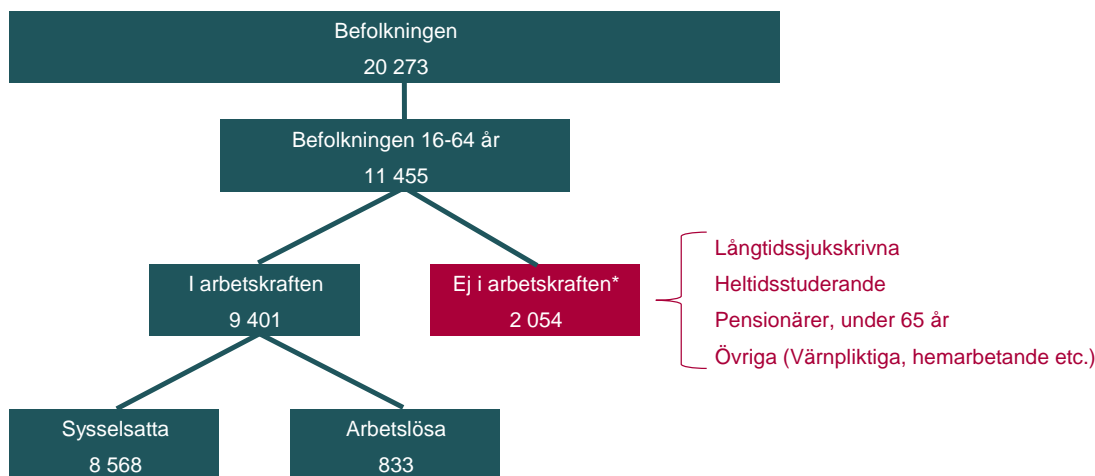 Befolkningen
20 273
Befolkningen 16-64 år
11 455
I arbetskraften
9 401
Ej i arbetskraften*
2 054
Långtidssjukskrivna
Heltidsstuderande
Pensionärer, under 65 år
Övriga (Värnpliktiga, hemarbetande etc.)
Sysselsatta
8 568
Arbetslösa
833